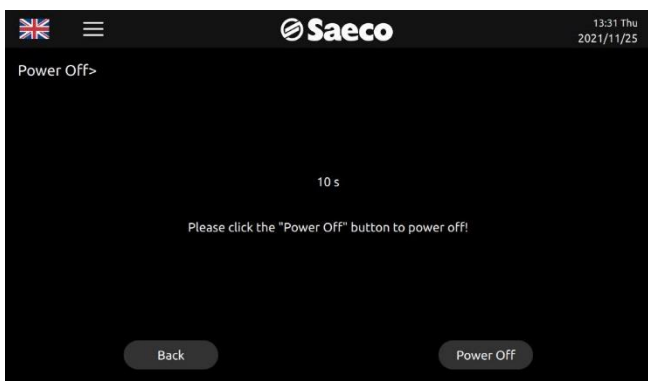 Saeco
13:31 Thu
2021/11/25
Power Off>
10 s
Please click the "Power Off" button to power off!
Back
Power Off